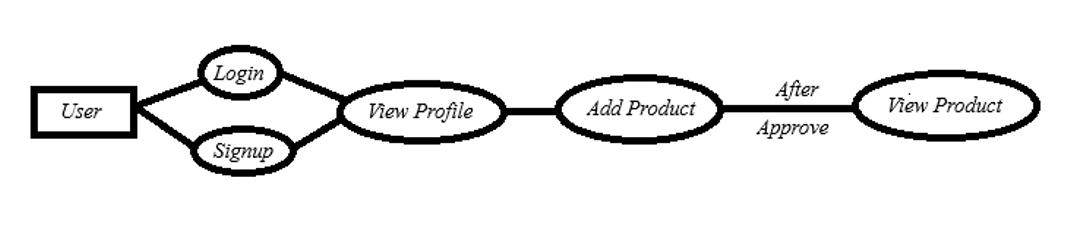 User
Login
Signup
View Profile
Add Product
After
Approve
View Product